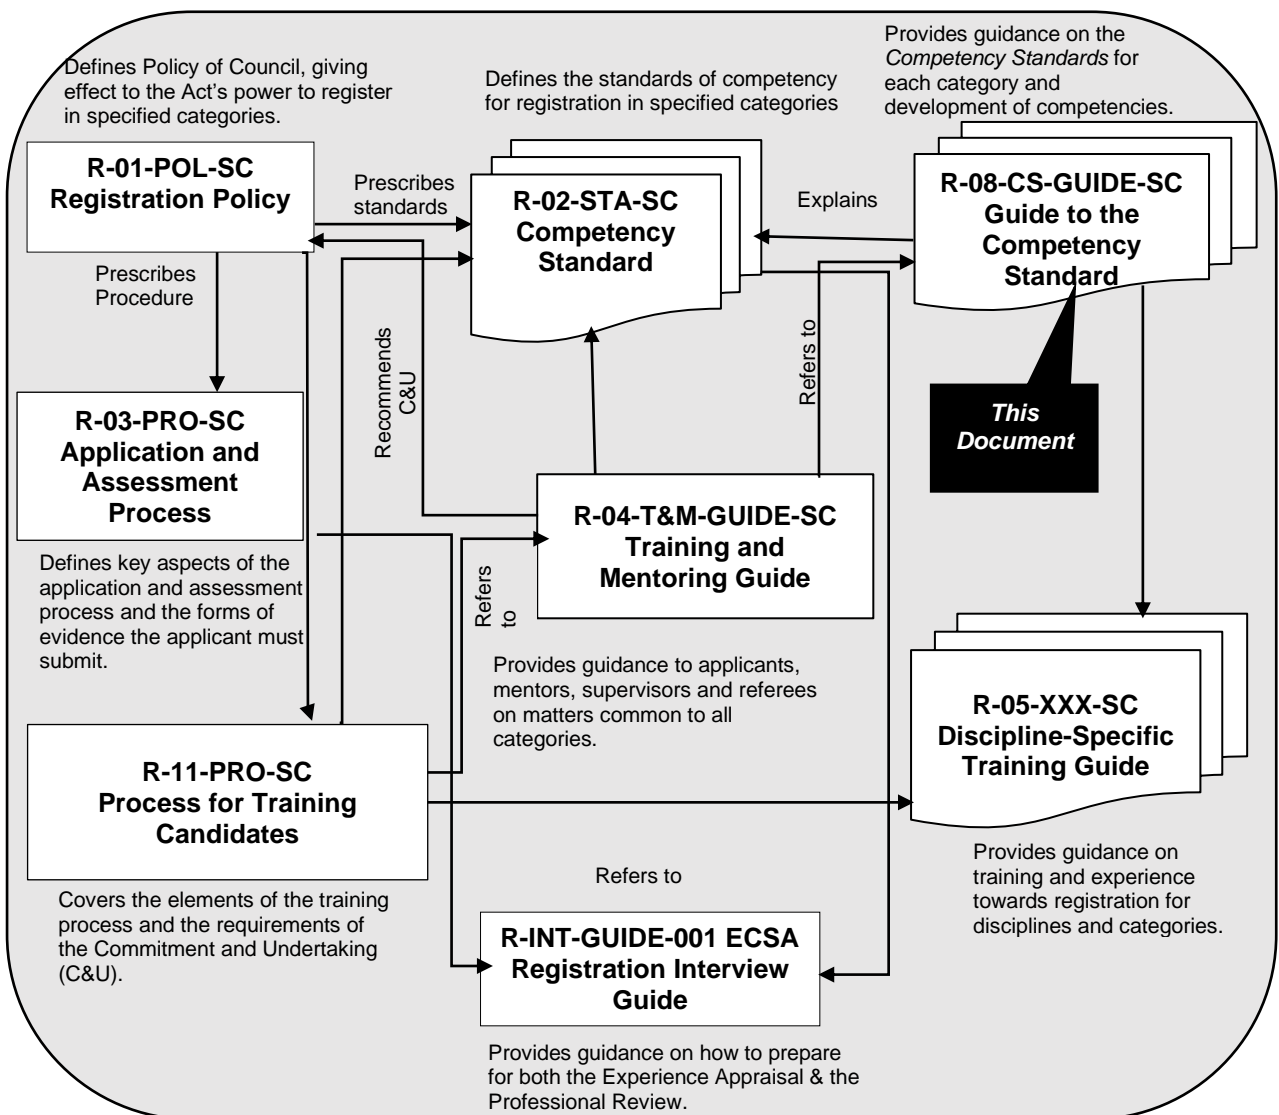 Defines Policy of Council, giving
effect to the Act's power to register
in specified categories.
Defines the standards of competency
for registration in specified categories
Provides guidance on the
Competency Standards for
each category and
development of competencies.
R-01-POL-SC
Registration Policy
Prescribes
standards
R-02-STA-SC
Competency
Standard
Explains
R-08-CS-GUIDE-SC
Guide to the
Competency
Standard
Prescribes
Procedure
Recommends
C&U
Refers to
This
Document
R-03-PRO-SC
Application and
Assessment
Process
Defines key aspects of the
application and assessment
process and the forms of
evidence the applicant must
submit.
R-04-T&M-GUIDE-SC
Training and
Mentoring Guide
Refers
to
Provides guidance to applicants,
mentors, supervisors and referees
on matters common to all
categories.
R-05-XXX-SC
Discipline-Specific
Training Guide
R-11-PRO-SC
Process for Training
Candidates
Provides guidance on
training and experience
towards registration for
disciplines and categories.
Covers the elements of the training
process and the requirements of
the Commitment and Undertaking
(C&U).
Refers to
R-INT-GUIDE-001 ECSA
Registration Interview
Guide
Provides guidance on how to prepare
for both the Experience Appraisal & the
Professional Review.